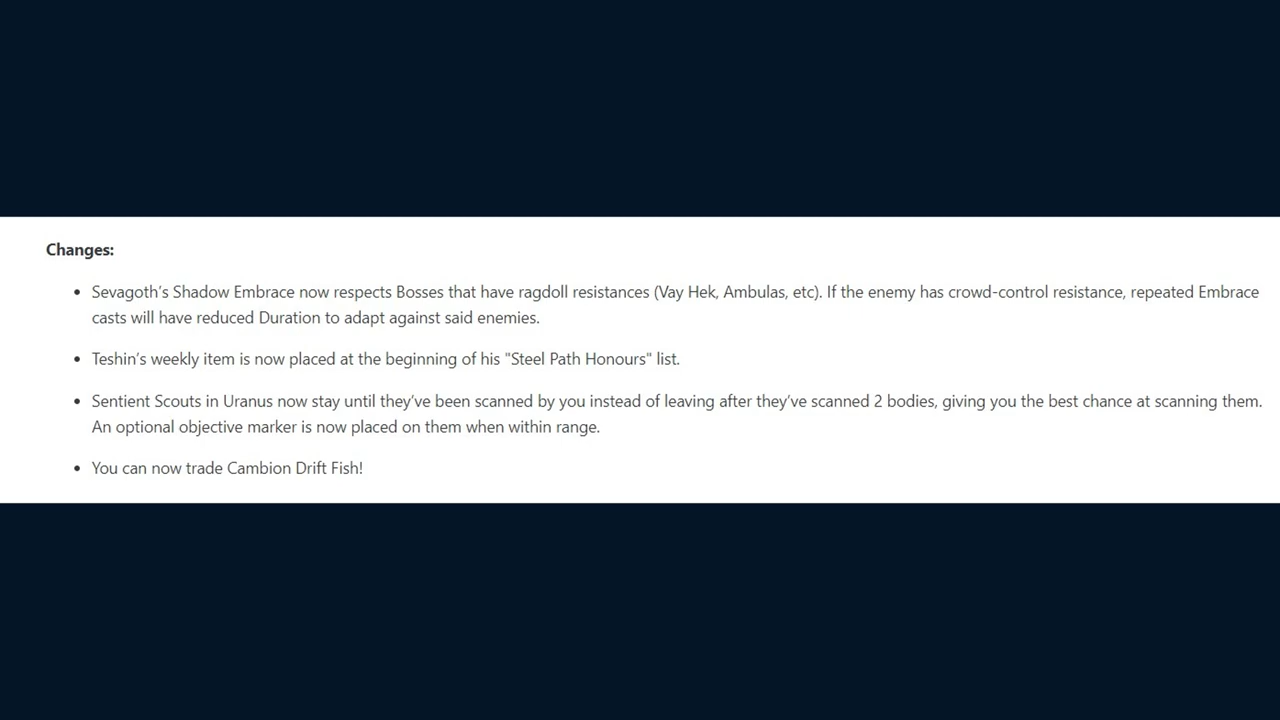 Changes:
• Sevagoth’s Shadow Embrace now respects Bosses that have ragdoll resistances (Vay Hek, Ambulas, etc). If the enemy has crowd-control resistance, repeated Embrace
casts will have reduced Duration to adapt against said enemies.
• Teshin’s weekly item is now placed at the beginning of his "Steel Path Honours" list.
• Sentient Scouts in Uranus now stay until they’ve been scanned by you instead of leaving after they’ve scanned 2 bodies, giving you the best chance at scanning them.
An optional objective marker is now placed on them when within range.
• You can now trade Cambion Drift Fish!